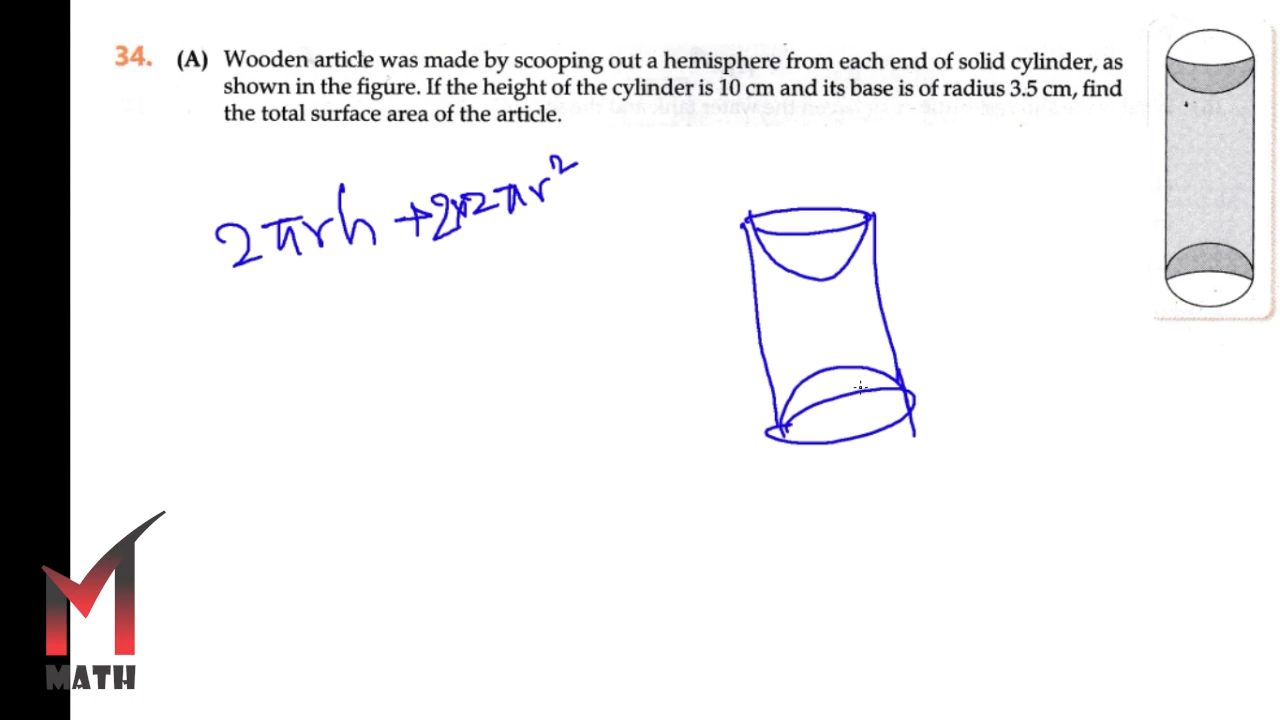 34. (A) Wooden article was made by scooping out a hemisphere from each end of solid cylinder, as
shown in the figure. If the height of the cylinder is 10 cm and its base is of radius 3.5 cm, find
the total surface area of the article.
2πrh + 2×2πr²
M
MATH